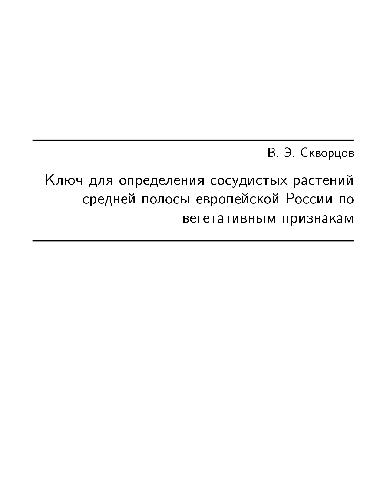 В. Э. Скворцов
Ключ для определения сосудистых растений
средней полосы европейской России по
вегетативным признакам